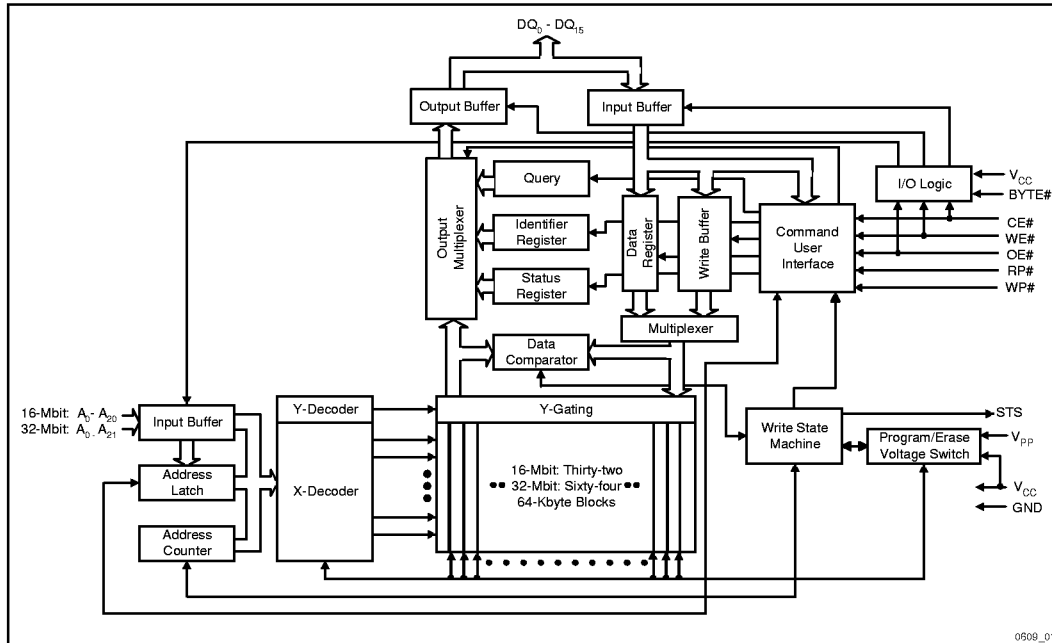 DQ0 - DQ15
Output Buffer
Input Buffer
Output
Multiplexer
Query
Identifier
Register
Status
Register
Data
Register
Write Buffer
Command
User
Interface
I/O Logic
VCC
BYTE#
CE#
WE#
OE#
RP#
WP#
Multiplexer
Data
Comparator
16-Mbit: A0 - A20
32-Mbit: A0 - A21
Input Buffer
Y-Decoder
Y-Gating
Write State
Machine
STS
Program/Erase
Voltage Switch
VPP
Address
Latch
X-Decoder
16-Mbit: Thirty-two
32-Mbit: Sixty-four
64-Kbyte Blocks
VCC
GND
Address
Counter
0609_01